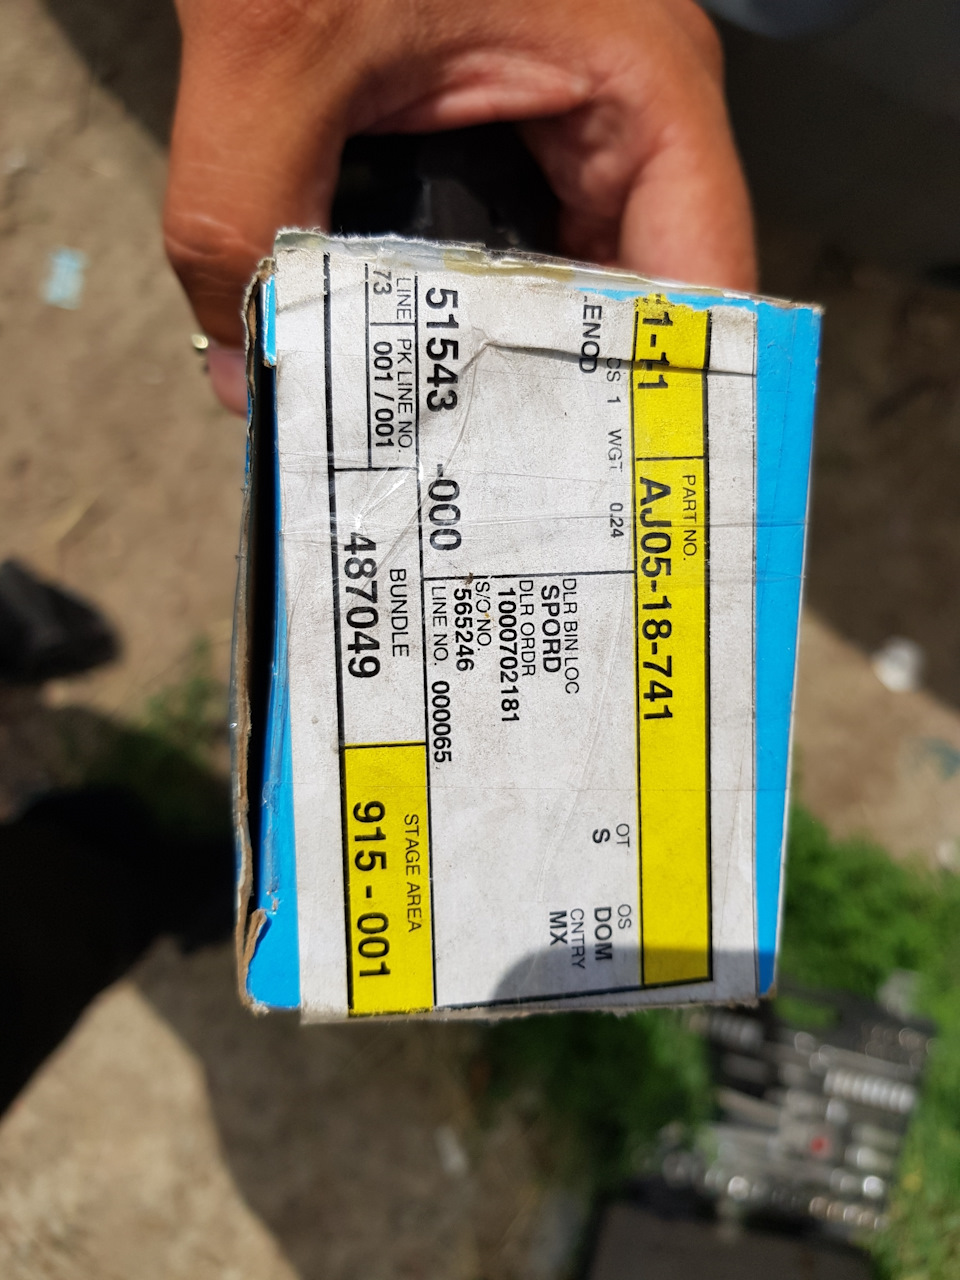 1-11 PART NO. AJ05-18-741
CS 1 WGT 0.24 OT S OS DOM
CNTRY MX
DLR BIN LOC
SPORD
DLR ORDR
1000702181
S/O NO.
565246
51543 -000 LINE NO. 000065
LINE PK LINE NO. BUNDLE STAGE AREA
73 001 / 001 487049 915 - 001